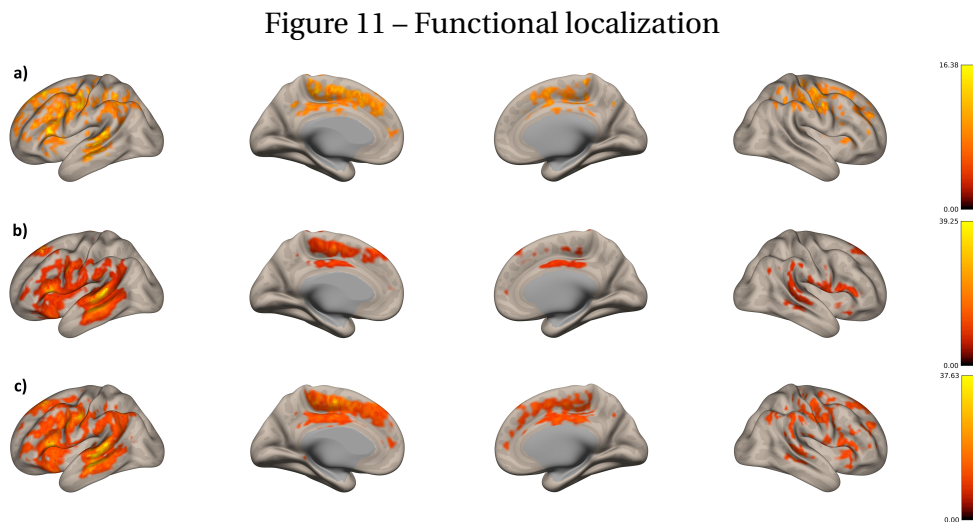 Figure 11 – Functional localization
a)
16.38
0.00
b)
39.25
0.00
c)
37.63
0.00